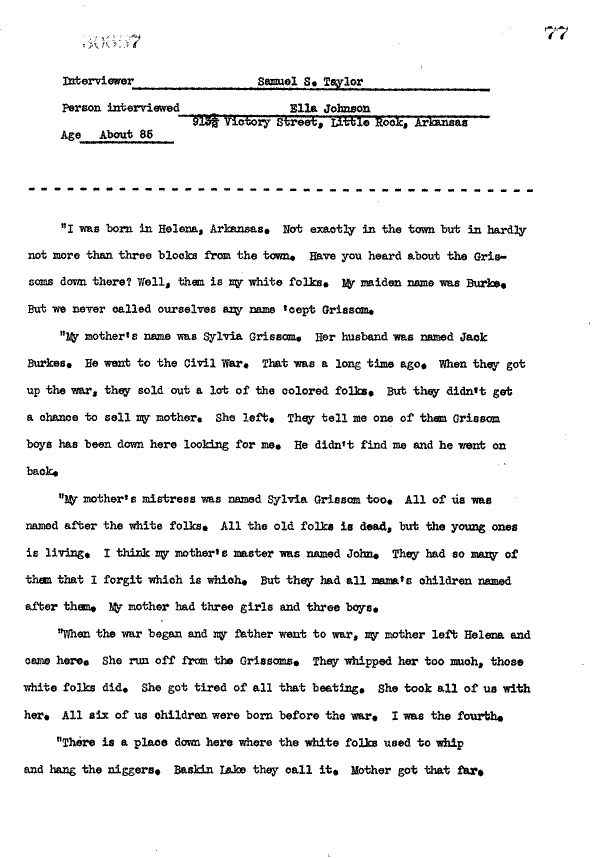 30657
77
Interviewer Samuel S. Taylor
Person interviewed Ella Johnson
913½ Victory Street, Little Rock, Arkansas
Age About 85
- - - - - - - - - - - - - - - - - - - - - - - - - - - - - - - - - - - - - - -
"I was born in Helena, Arkansas. Not exactly in the town but in hardly
not more than three blocks from the town. Have you heard about the Gris-
soms down there? Well, them is my white folks. My maiden name was Burke.
But we never called ourselves any name 'cept Grissom.
"My mother's name was Sylvia Grissom. Her husband was named Jack
Burkes. He went to the Civil War. That was a long time ago. When they got
up the war, they sold out a lot of the colored folks. But they didn't get
a chance to sell my mother. She left. They tell me one of them Grissom
boys has been down here looking for me. He didn't find me and he went on
back.
"My mother's mistress was named Sylvia Grissom too. All of us was
named after the white folks. All the old folks is dead, but the young ones
is living. I think my mother's master was named John. They had so many of
them that I forgit which is which. But they had all mama's children named
after them. My mother had three girls and three boys.
"When the war began and my father went to war, my mother left Helena and
came here. She run off from the Grissoms. They whipped her too much, those
white folks did. She got tired of all that beating. She took all of us with
her. All six of us children were born before the war. I was the fourth.
"There is a place down here where the white folks used to whip
and hang the niggers. Baskin Lake they call it. Mother got that far.